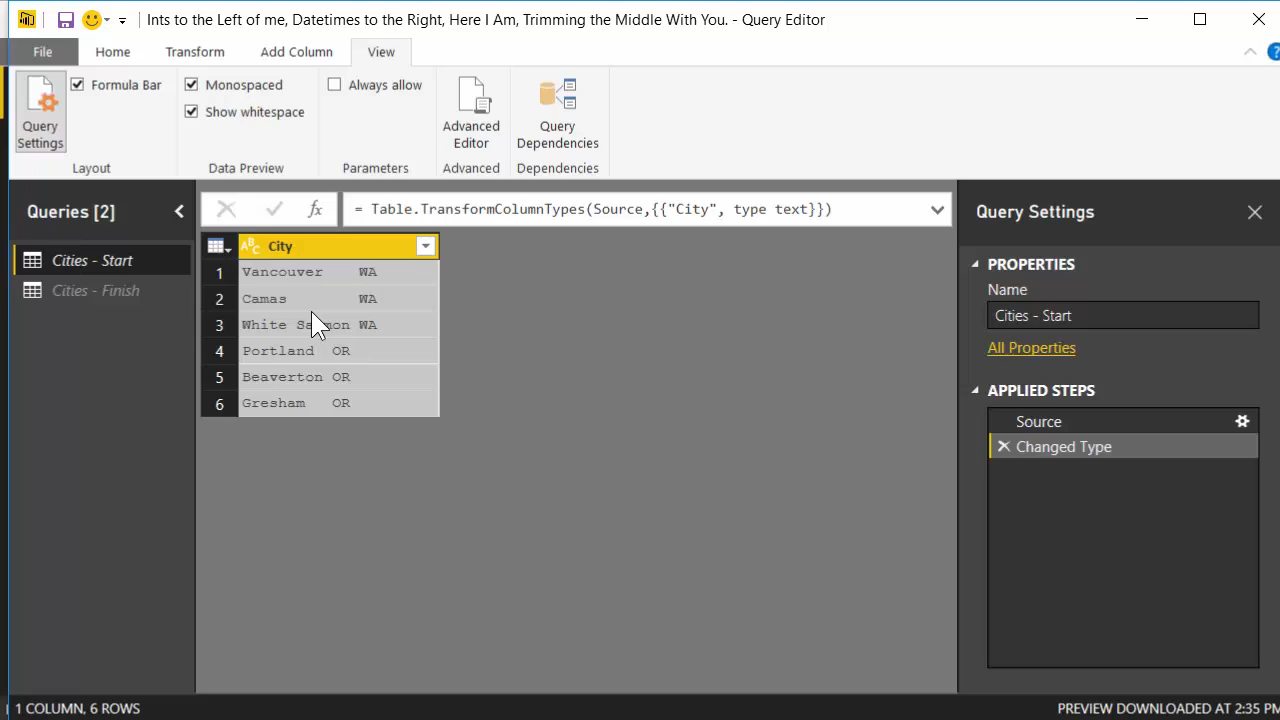 Ints to the Left of me, Datetimes to the Right, Here I Am, Trimming the Middle With You. - Query Editor
File Home Transform Add Column View
Query Settings
Formula Bar
Layout
Monospaced
Show whitespace
Data Preview
Always allow
Parameters
Advanced Editor
Advanced
Query Dependencies
Dependencies
Queries [2]
Cities - Start
Cities - Finish
fx = Table.TransformColumnTypes(Source,{{"City", type text}})
ABC City
1 Vancouver    WA
2 Camas        WA
3 White Salmon WA
4 Portland  OR
5 Beaverton OR
6 Gresham   OR
Query Settings
PROPERTIES
Name
Cities - Start
All Properties
APPLIED STEPS
Source
Changed Type
1 COLUMN, 6 ROWS
PREVIEW DOWNLOADED AT 2:35 PM